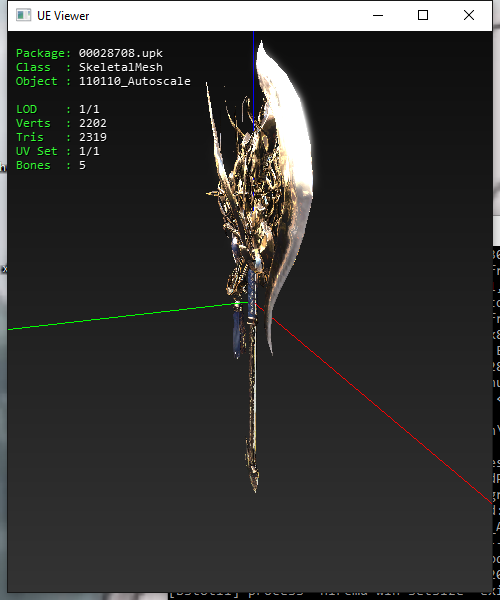 UE Viewer
Package: 00028708.upk
Class : SkeletalMesh
Object : 110110_Autoscale
LOD : 1/1
Verts : 2202
Tris : 2319
UV Set : 1/1
Bones : 5